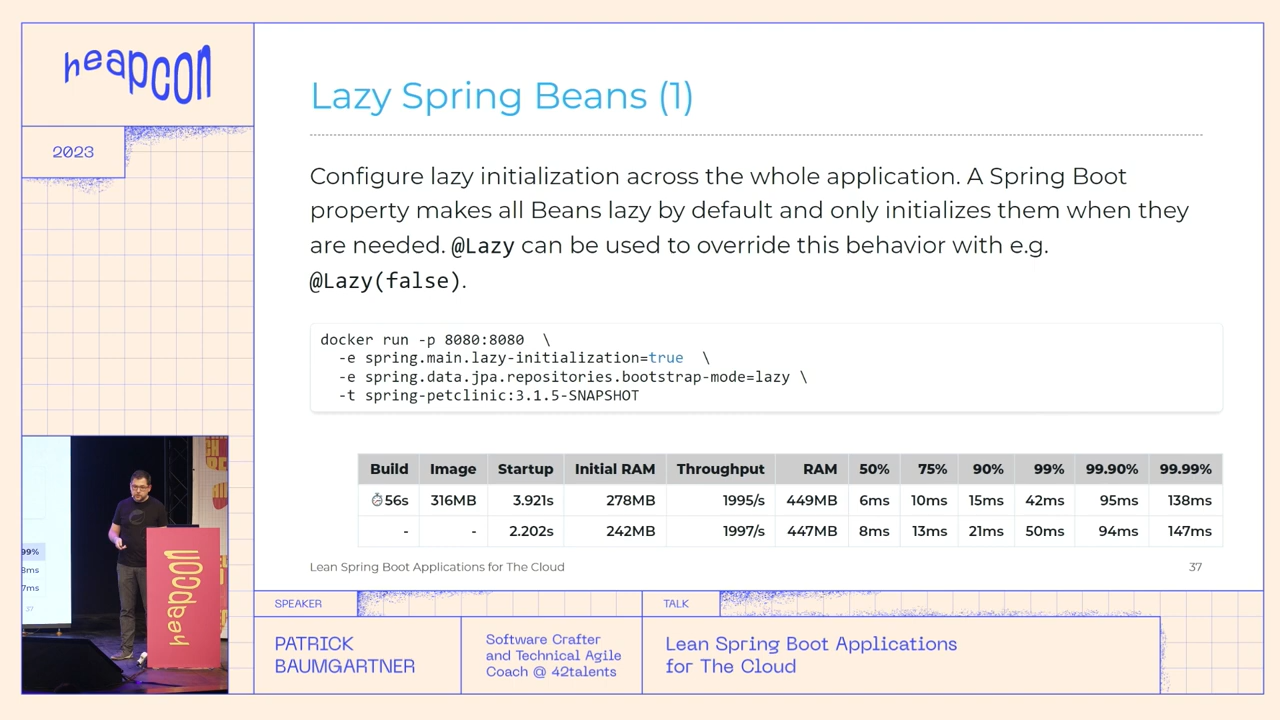 heapcon
2023
Lazy Spring Beans (1)
Configure lazy initialization across the whole application. A Spring Boot
property makes all Beans lazy by default and only initializes them when they
are needed. @Lazy can be used to override this behavior with e.g.
@Lazy(false).
docker run -p 8080:8080 \
-e spring.main.lazy-initialization=true \
-e spring.data.jpa.repositories.bootstrap-mode=lazy \
-t spring-petclinic:3.1.5-SNAPSHOT
Build Image Startup Initial RAM Throughput RAM 50% 75% 90% 99% 99.90% 99.99%
⏱56s 316MB 3.921s 278MB 1995/s 449MB 6ms 10ms 15ms 42ms 95ms 138ms
- - 2.202s 242MB 1997/s 447MB 8ms 13ms 21ms 50ms 94ms 147ms
Lean Spring Boot Applications for The Cloud 37
99%
8ms
7ms
37
heapcon
SPEAKER
PATRICK
BAUMGARTNER
Software Crafter
and Technical Agile
Coach @ 42talents
TALK
Lean Spring Boot Applications
for The Cloud